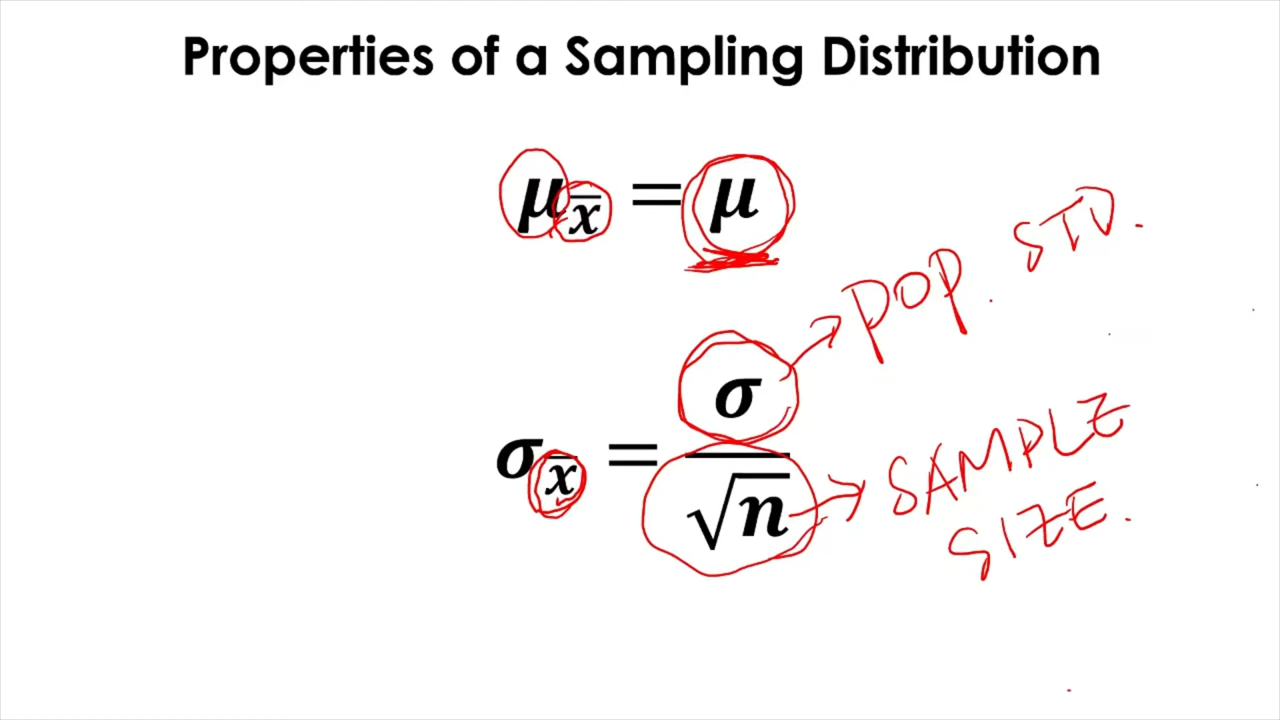 Properties of a Sampling Distribution
μx̅ = μ
POP. STD.
σx̅ = σ/√n
SAMPLE
SIZE.